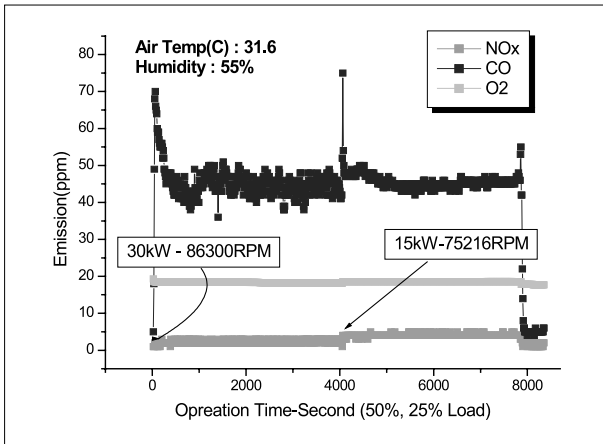 Air Temp(C) : 31.6
Humidity : 55%
NOx
CO
O2
80
70
60
50
40
30
20
10
0
Emission(ppm)
30kW - 86300RPM
15kW-75216RPM
0
2000
4000
6000
8000
Opreation Time-Second (50%, 25% Load)